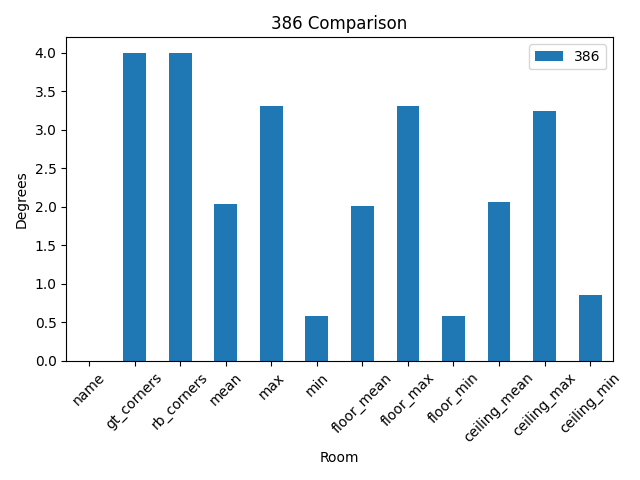 386 Comparison
386
Degrees
4.0
3.5
3.0
2.5
2.0
1.5
1.0
0.5
0.0
name
gt_corners
rb_corners
mean
max
min
floor_mean
floor_max
floor_min
ceiling_mean
ceiling_max
ceiling_min
Room